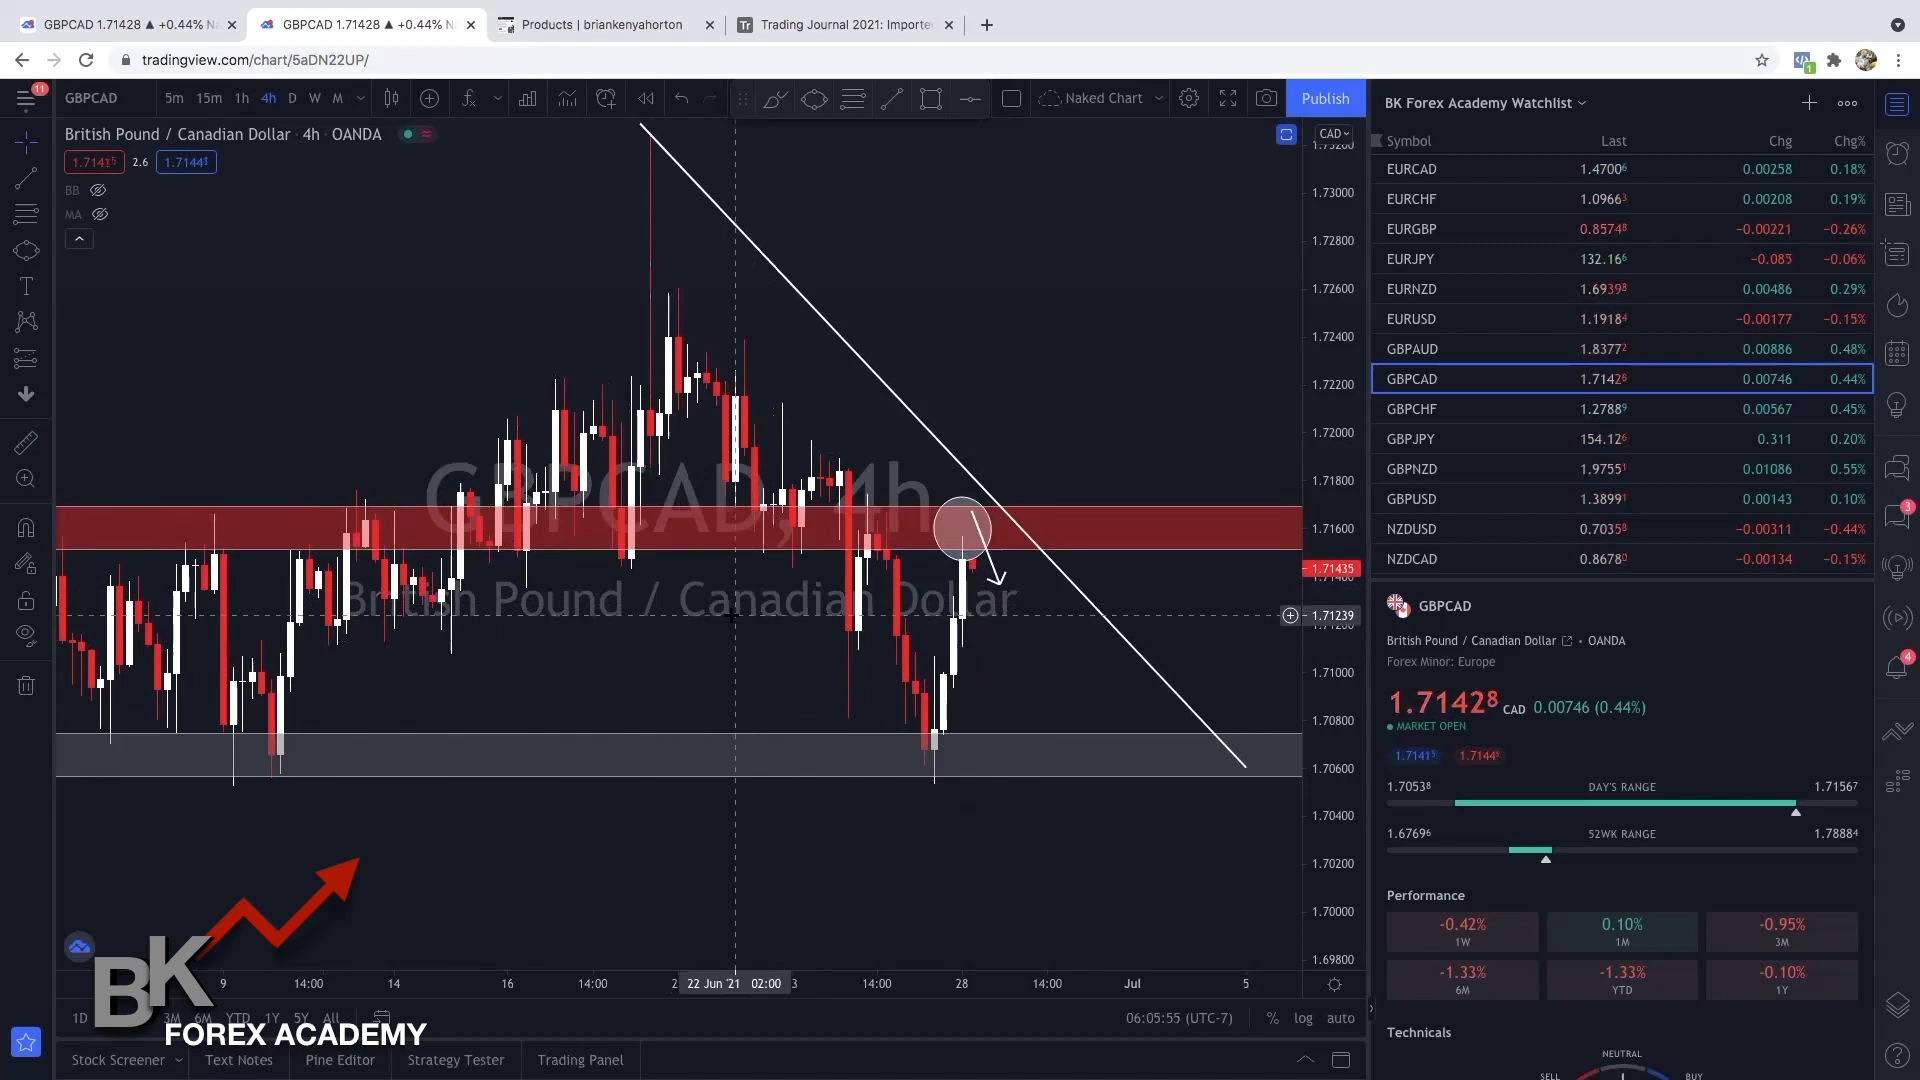 GBPCAD 1.71428 ▲ +0.44% N
GBPCAD 1.71428 ▲ +0.44% N
Products | briankenyahorton
Trading Journal 2021: Importe
tradingview.com/chart/5aDN22UP/
1
11
GBPCAD
5m 15m 1h 4h D W M
Naked Chart
Publish
British Pound / Canadian Dollar · 4h · OANDA
1.71415 2.6 1.7144
BB
MA
GBPCAD, 4h
British Pound / Canadian Dollar
CAD
1.73200
1.73000
1.72800
1.72600
1.72400
1.72200
1.72000
1.71800
1.71600
1.71435
1.71400
1.71239
1.71200
1.71000
1.70800
1.70600
1.70400
1.70200
1.70000
1.69800
9 14:00 14 16 14:00 2 22 Jun '21 02:00 3 14:00 28 14:00 Jul 5
1D 3M 6M YTD 1Y 5Y All
06:05:55 (UTC-7) % log auto
BK
FOREX ACADEMY
Stock Screener Text Notes Pine Editor Strategy Tester Trading Panel
BK Forex Academy Watchlist
Symbol Last Chg Chg%
EURCAD 1.47006 0.00258 0.18%
EURCHF 1.09663 0.00208 0.19%
EURGBP 0.85748 −0.00221 −0.26%
EURJPY 132.166 −0.085 −0.06%
EURNZD 1.69398 0.00486 0.29%
EURUSD 1.19184 −0.00177 −0.15%
GBPAUD 1.83772 0.00886 0.48%
GBPCAD 1.71426 0.00746 0.44%
GBPCHF 1.27889 0.00567 0.45%
GBPJPY 154.126 0.311 0.20%
GBPNZD 1.97551 0.01086 0.55%
GBPUSD 1.38991 0.00143 0.10%
NZDUSD 0.70358 −0.00311 −0.44%
NZDCAD 0.86780 −0.00134 −0.15%
GBPCAD
British Pound / Canadian Dollar • OANDA
Forex Minor: Europe
1.71428 CAD 0.00746 (0.44%)
MARKET OPEN
1.71415 1.7144
1.70538 DAY'S RANGE 1.71567
1.67696 52WK RANGE 1.78884
Performance
-0.42% 0.10% -0.95%
1W 1M 3M
-1.33% -1.33% -0.10%
6M YTD 1Y
Technicals
NEUTRAL
SELL BUY
3
4